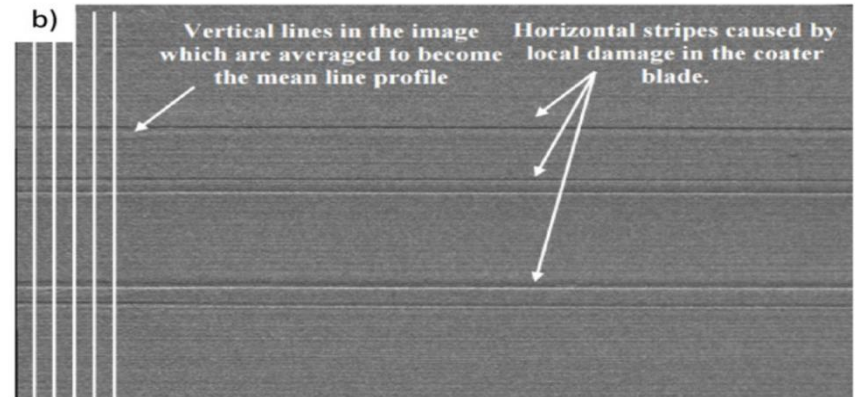 b)
Vertical lines in the image
which are averaged to become
the mean line profile
Horizontal stripes caused by
local damage in the coater
blade.